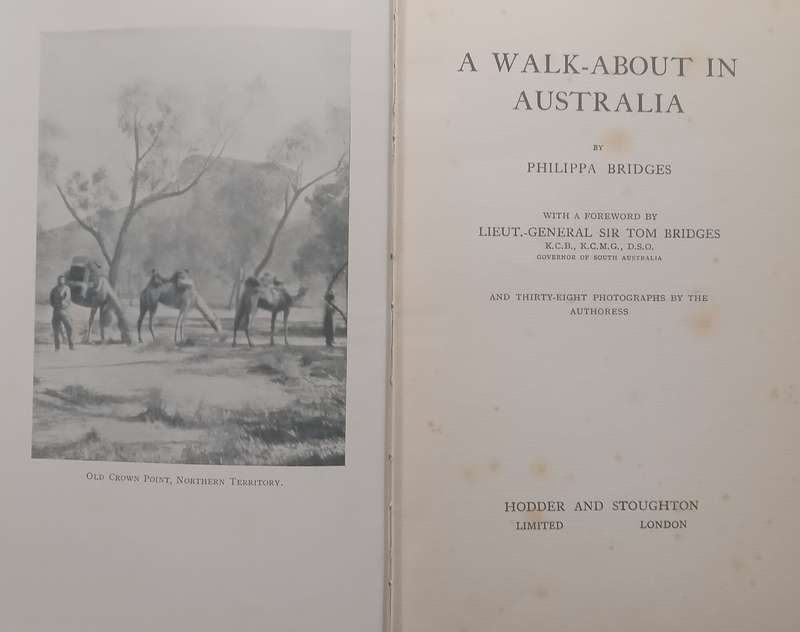 Old Crown Point, Northern Territory.
A WALK-ABOUT IN
AUSTRALIA
BY
PHILIPPA BRIDGES
WITH A FOREWORD BY
LIEUT.-GENERAL SIR TOM BRIDGES
K.C.B., K.C.M.G., D.S.O.
GOVERNOR OF SOUTH AUSTRALIA
AND THIRTY-EIGHT PHOTOGRAPHS BY THE
AUTHORESS
HODDER AND STOUGHTON
LIMITED LONDON